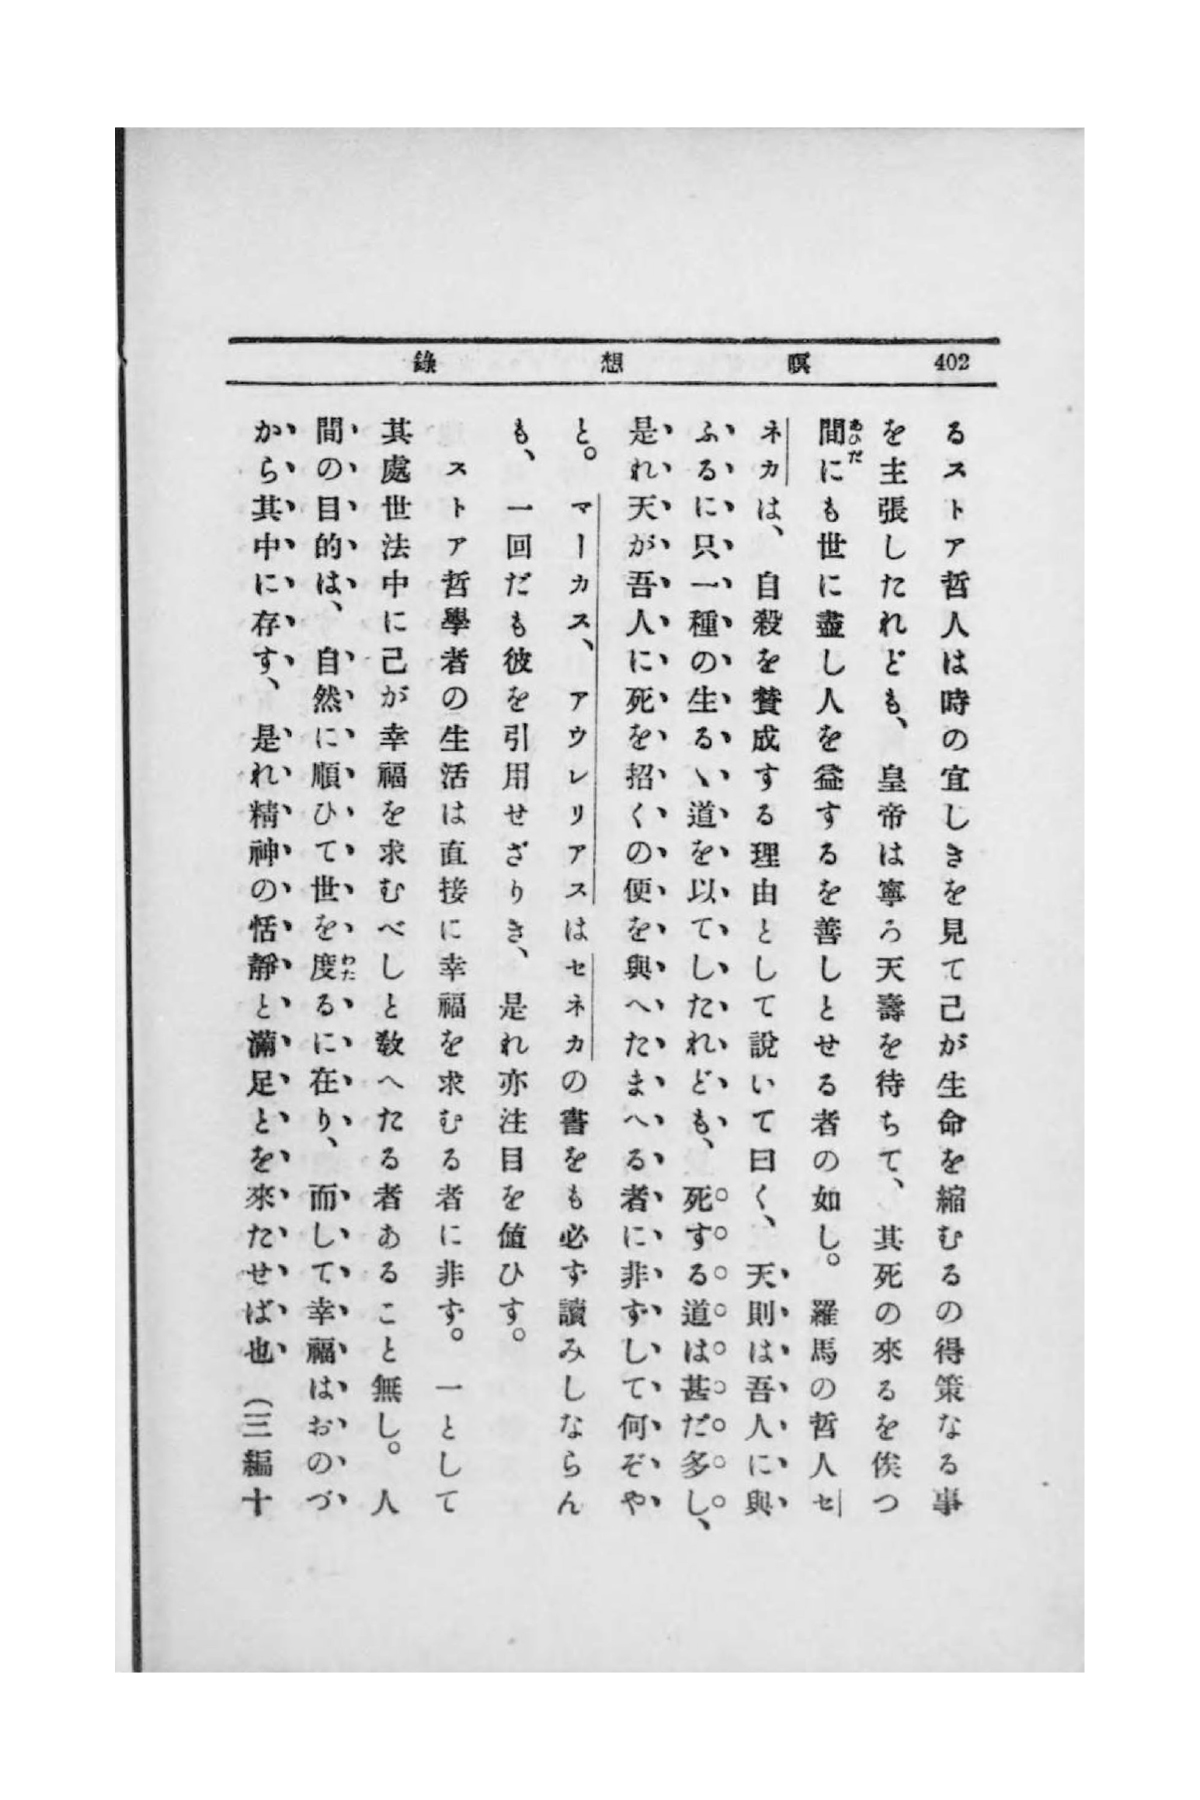 402 瞑想錄
るストア哲人は時の宜しきを見て己が生命を縮むるの得策なる事
を主張したれども、皇帝は寧ろ天壽を待ちて、其死の來るを俟つ
間にも世に盡し人を益するを善しとせる者の如し。羅馬の哲人セ
ネカは、自殺を賛成する理由として說いて曰く、天則は吾人に與
ふるに只一種の生るゝ道を以てしたれども、死する道は甚だ多し、
是れ天が吾人に死を招くの便を與へたまへる者に非ずして何ぞや
と。マーカス、アウレリアスはセネカの書をも必ず讀みしならん
も、一回だも彼を引用せざりき、是れ亦注目を値ひす。
ストア哲學者の生活は直接に幸福を求むる者に非ず。一として
其處世法中に己が幸福を求むべしと敎へたる者あること無し。人
間の目的は、自然に順ひて世を度るに在り、而して幸福はおのづ
から其中に存す、是れ精神の恬靜と滿足とを來たせば也（三編十